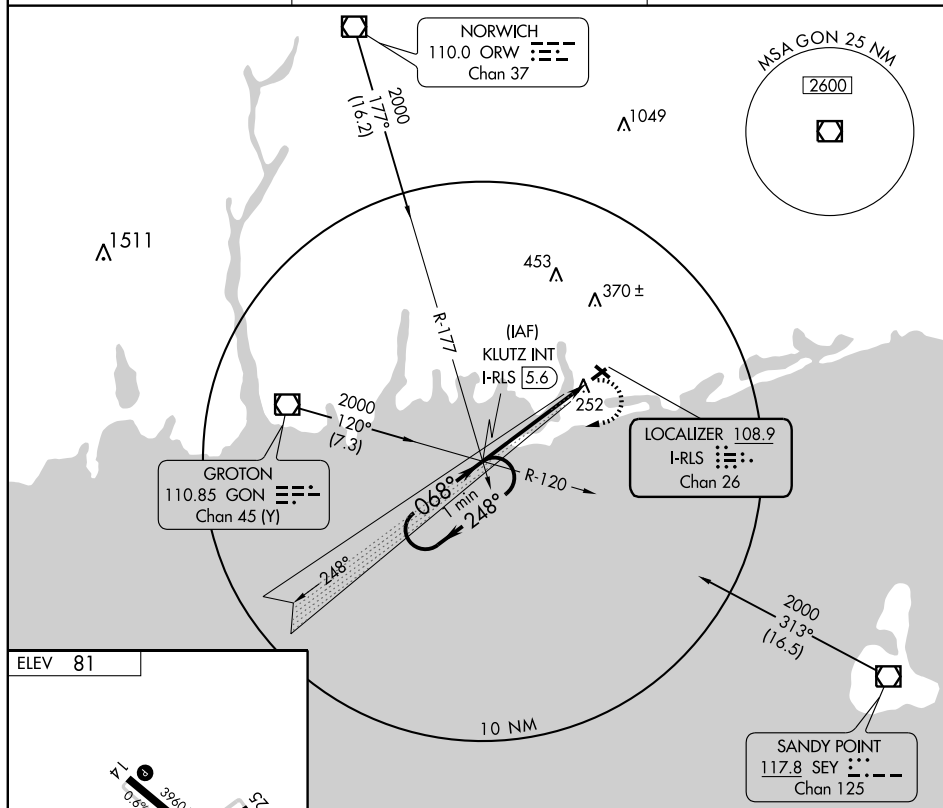 NORWICH
110.0 ORW
Chan 37
MSA GON 25 NM
2600
2000
177°
(16.2)
1049
1511
453
370 ±
R-177
(IAF)
KLUTZ INT
I-RLS 5.6
252
2000
120°
(7.3)
LOCALIZER 108.9
I-RLS
Chan 26
GROTON
110.85 GON
Chan 45 (Y)
R-120
068°
1 min
248°
248°
2000
313°
(16.5)
ELEV 81
10 NM
SANDY POINT
117.8 SEY
Chan 125
14
P
3960
0.6%
25